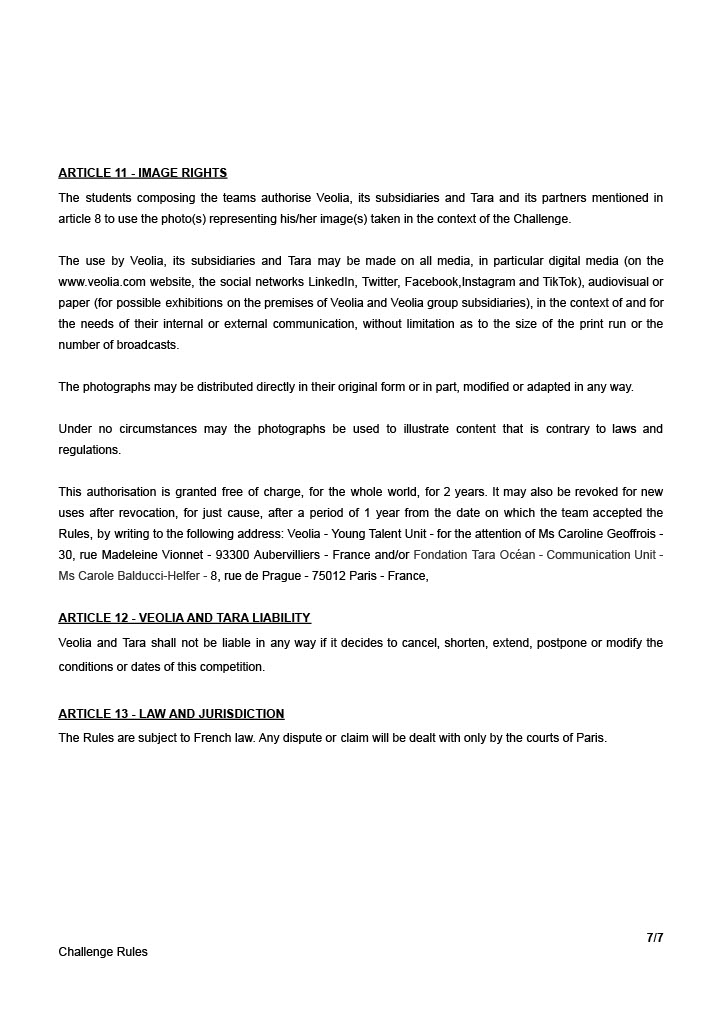 ARTICLE 11 - IMAGE RIGHTS
The students composing the teams authorise Veolia, its subsidiaries and Tara and its partners mentioned in
article 8 to use the photo(s) representing his/her image(s) taken in the context of the Challenge.
The use by Veolia, its subsidiaries and Tara may be made on all media, in particular digital media (on the
www.veolia.com website, the social networks LinkedIn, Twitter, Facebook,Instagram and TikTok), audiovisual or
paper (for possible exhibitions on the premises of Veolia and Veolia group subsidiaries), in the context of and for
the needs of their internal or external communication, without limitation as to the size of the print run or the
number of broadcasts.
The photographs may be distributed directly in their original form or in part, modified or adapted in any way.
Under no circumstances may the photographs be used to illustrate content that is contrary to laws and
regulations.
This authorisation is granted free of charge, for the whole world, for 2 years. It may also be revoked for new
uses after revocation, for just cause, after a period of 1 year from the date on which the team accepted the
Rules, by writing to the following address: Veolia - Young Talent Unit - for the attention of Ms Caroline Geoffrois -
30, rue Madeleine Vionnet - 93300 Aubervilliers - France and/or Fondation Tara Océan - Communication Unit -
Ms Carole Balducci-Helfer - 8, rue de Prague - 75012 Paris - France,
ARTICLE 12 - VEOLIA AND TARA LIABILITY
Veolia and Tara shall not be liable in any way if it decides to cancel, shorten, extend, postpone or modify the
conditions or dates of this competition.
ARTICLE 13 - LAW AND JURISDICTION
The Rules are subject to French law. Any dispute or claim will be dealt with only by the courts of Paris.
7/7
Challenge Rules